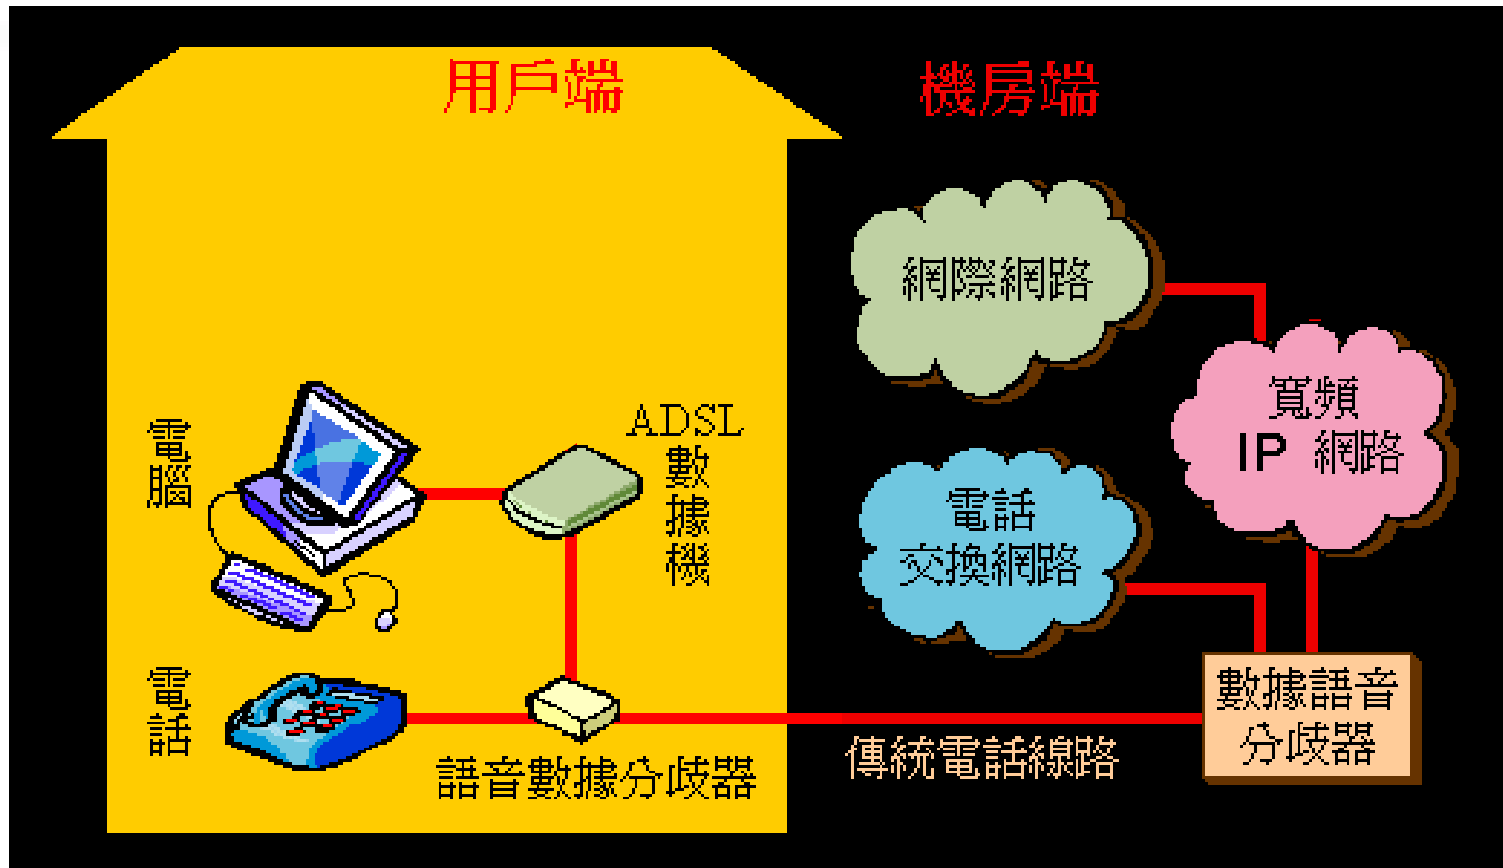 用戶端
機房端
網際網路
寬頻
IP 網路
電腦
ADSL
數據機
電話
交換網路
電話
語音數據分歧器
傳統電話線路
數據語音
分歧器